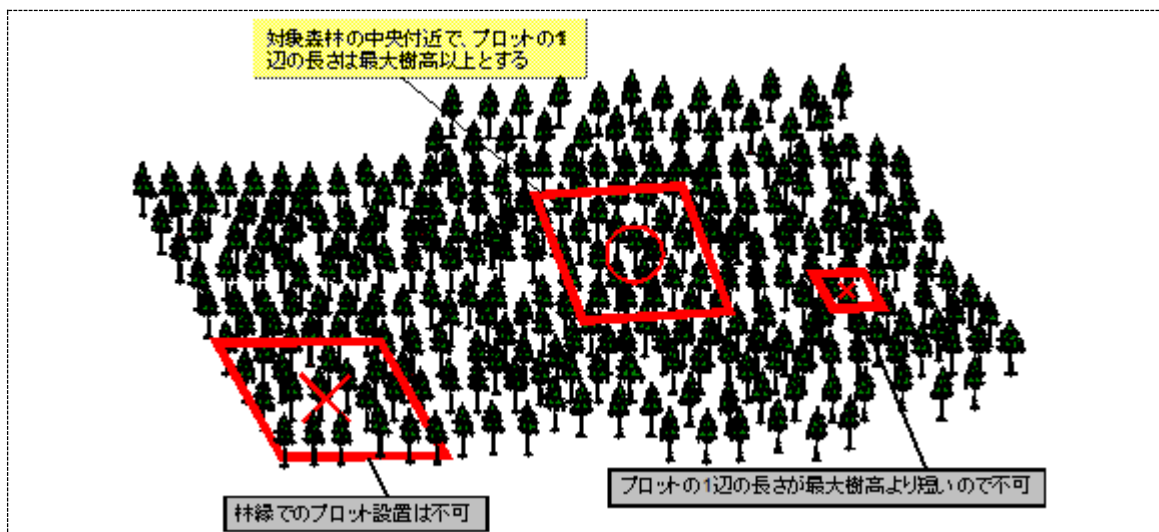 対象森林の中央付近で、プロットの1
辺の長さは最大樹高以上とする
プロットの1辺の長さが最大樹高より短いので不可
林縁でのプロット設置は不可